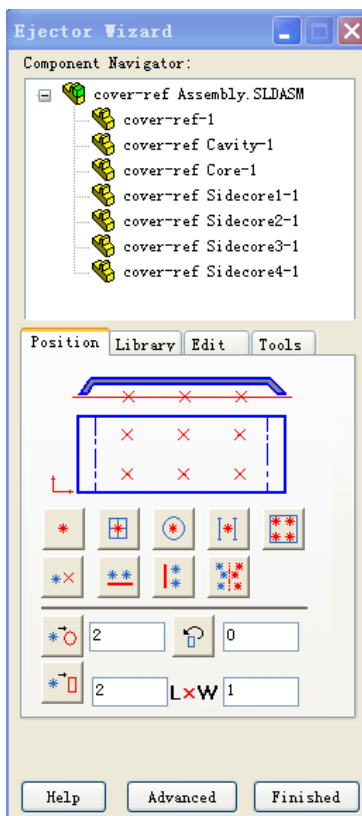 Ejector Wizard
Component Navigator:
cover-ref Assembly.SLDASM
cover-ref-1
cover-ref Cavity-1
cover-ref Core-1
cover-ref Sidecore1-1
cover-ref Sidecore2-1
cover-ref Sidecore3-1
cover-ref Sidecore4-1
Position Library Edit Tools
2 0
2 L×W 1
Help Advanced Finished